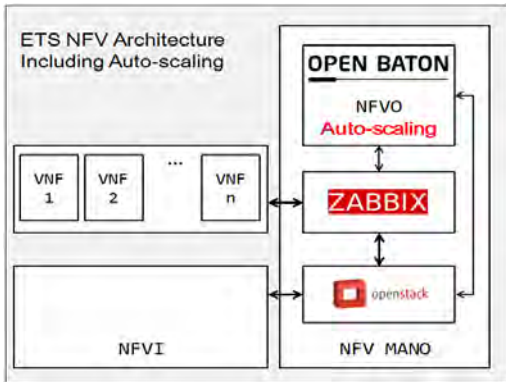 ETS NFV Architecture
Including Auto-scaling
OPEN BATON
NFVO
Auto-scaling
VNF
1
VNF
2
...
VNF
n
ZABBIX
openstack
NFVI
NFV MANO